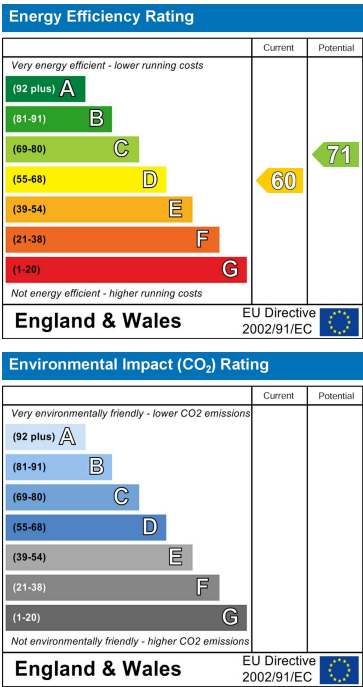 Energy Efficiency Rating
Current Potential
Very energy efficient - lower running costs
(92 plus) A
(81-91) B
(69-80) C
71
(55-68) D
60
(39-54) E
(21-38) F
(1-20) G
Not energy efficient - higher running costs
England & Wales
EU Directive
2002/91/EC
Environmental Impact (CO2) Rating
Current Potential
Very environmentally friendly - lower CO2 emissions
(92 plus) A
(81-91) B
(69-80) C
(55-68) D
(39-54) E
(21-38) F
(1-20) G
Not environmentally friendly - higher CO2 emissions
England & Wales
EU Directive
2002/91/EC